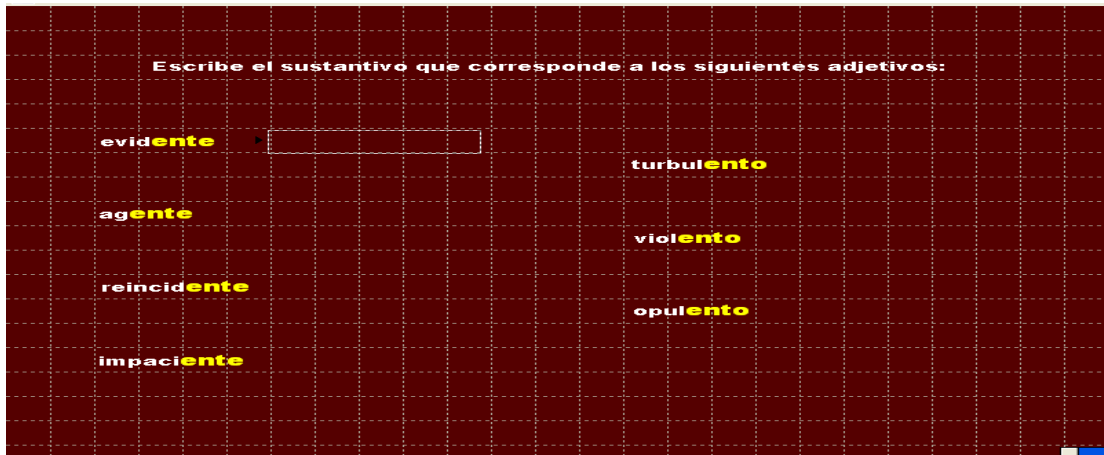 Escribe el sustantivo que corresponde a los siguientes adjetivos:
evidente
turbulento
agente
violento
reincidente
opulento
impaciente